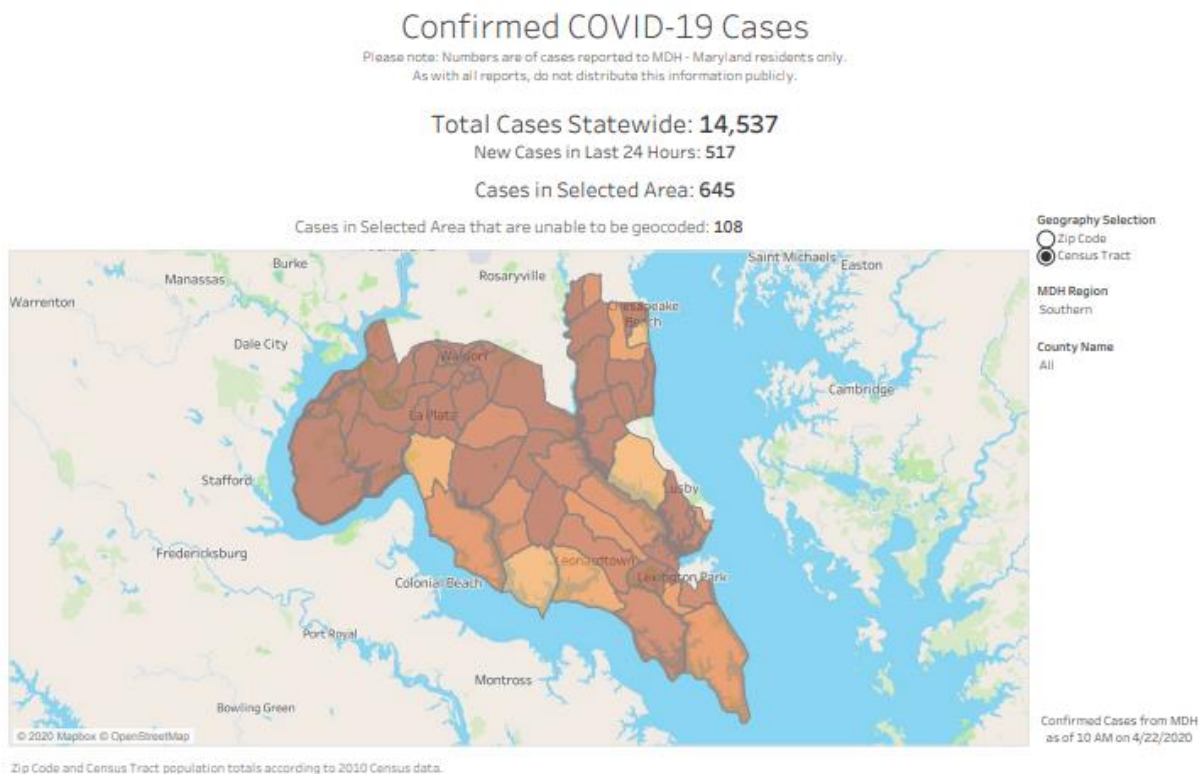 Confirmed COVID-19 Cases
Please note: Numbers are of cases reported to MDH - Maryland residents only.
As with all reports, do not distribute this information publicly.
Total Cases Statewide: 14,537
New Cases in Last 24 Hours: 517
Cases in Selected Area: 645
Cases in Selected Area that are unable to be geocoded: 108
Geography Selection
Zip Code
Census Tract
MDH Region
Southern
County Name
All
Burke
Manassas
Rosaryville
Saint Michaels
Easton
Warrenton
Chesapeake
Beach
Dale City
Waldorf
Cambridge
La Plata
Stafford
Lusby
Fredericksburg
Leonardtown
Colonial Beach
Lexington Park
Port Royal
Montross
Bowling Green
© 2020 Mapbox © OpenStreetMap
Confirmed Cases from MDH
as of 10 AM on 4/22/2020
Zip Code and Census Tract population totals according to 2010 Census data.